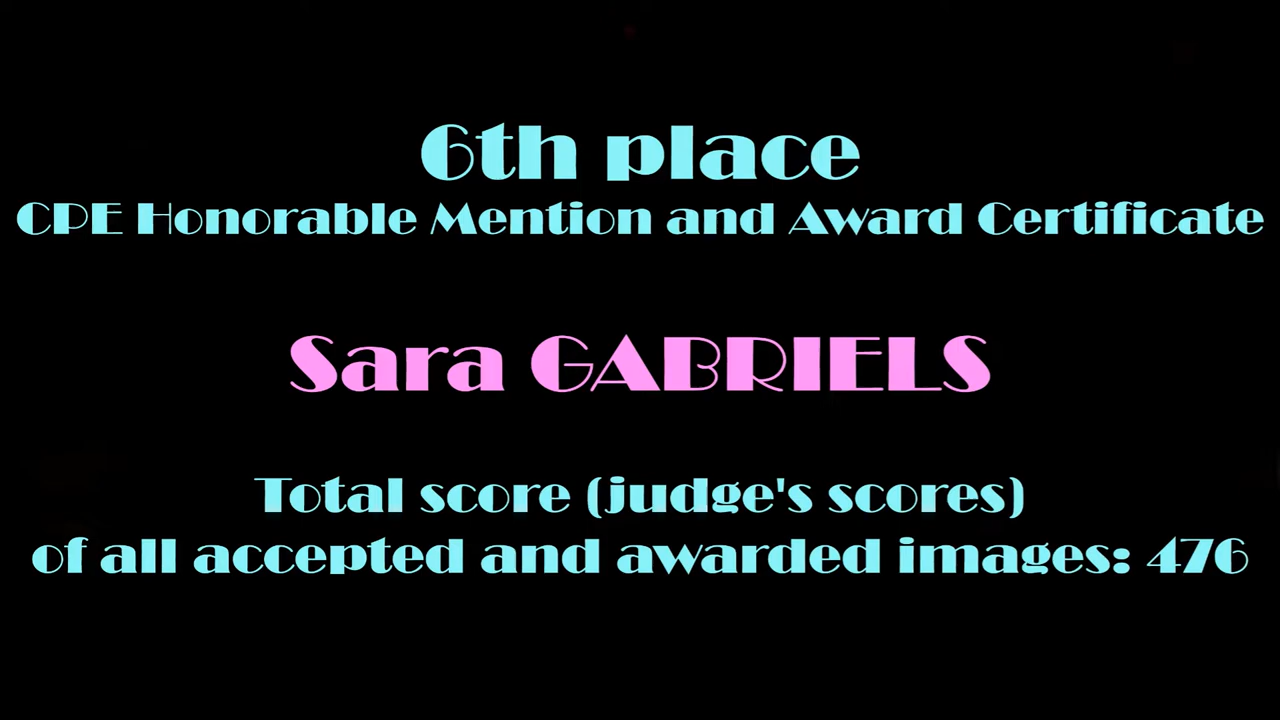 6th place
CPE Honorable Mention and Award Certificate
Sara GABRIELS
Total score (judge's scores)
of all accepted and awarded images: 476